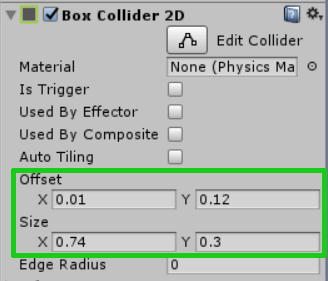 Box Collider 2D
Edit Collider
Material None (Physics Ma
Is Trigger
Used By Effector
Used By Composite
Auto Tiling
Offset
X 0.01 Y 0.12
Size
X 0.74 Y 0.3
Edge Radius 0